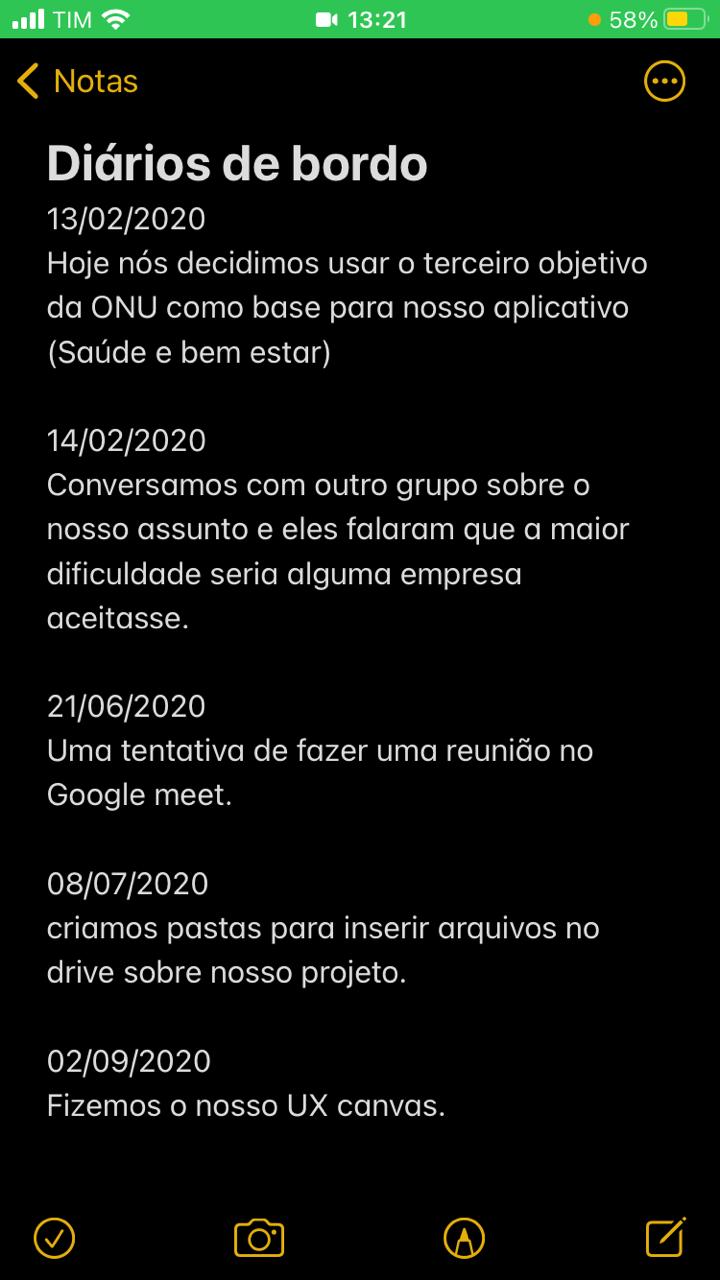 TIM 13:21 58%
Notas
Diários de bordo
13/02/2020
Hoje nós decidimos usar o terceiro objetivo
da ONU como base para nosso aplicativo
(Saúde e bem estar)
14/02/2020
Conversamos com outro grupo sobre o
nosso assunto e eles falaram que a maior
dificuldade seria alguma empresa
aceitasse.
21/06/2020
Uma tentativa de fazer uma reunião no
Google meet.
08/07/2020
criamos pastas para inserir arquivos no
drive sobre nosso projeto.
02/09/2020
Fizemos o nosso UX canvas.